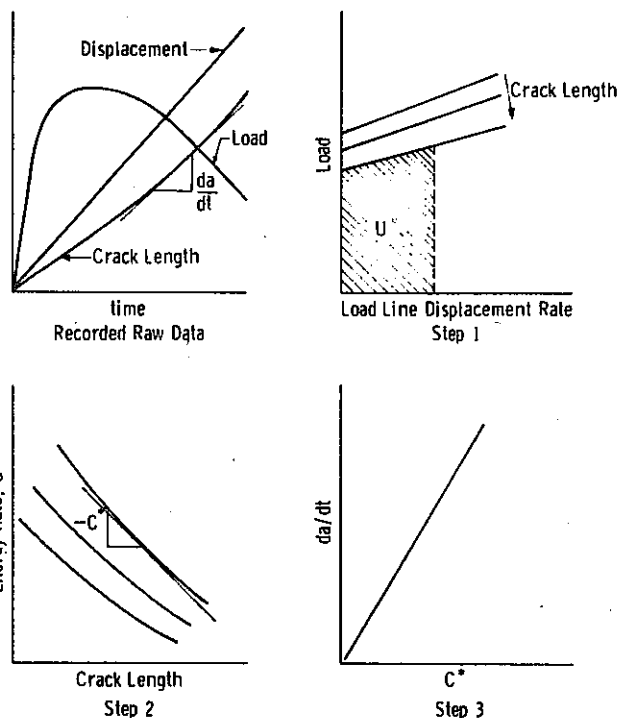 Displacement
Load
da
dt
Crack Length
time
Recorded Raw Data
Load
Crack Length
U*
Load Line Displacement Rate
Step 1
-C*
Crack Length
Step 2
da/dt
C*
Step 3